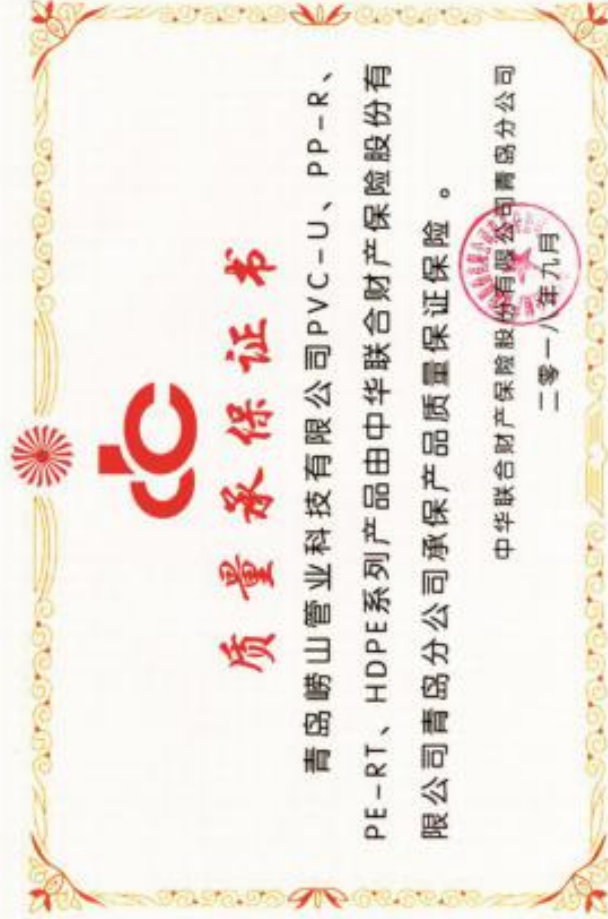 质量承保证书
青岛崂山管业科技有限公司PVC-U、PP-R、
PE-RT、HDPE系列产品由中华联合财产保险股份有
限公司青岛分公司承保产品质量保证保险。
中华联合财产保险股份有限公司青岛分公司
二零一八年九月